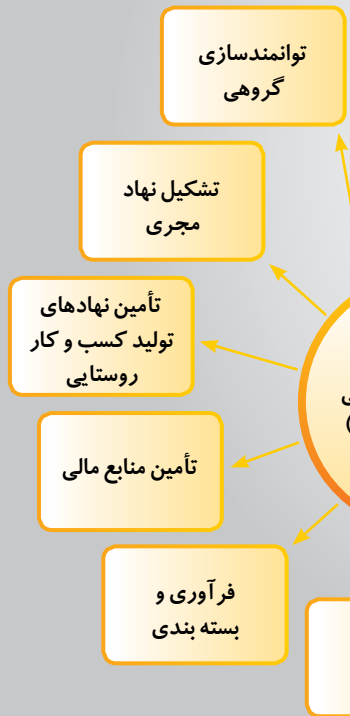 توانمندسازی
گروهی
تشکیل نهاد
مجری
تأمین نهادهای
تولید کسب و کار
روستایی
تأمین منابع مالی
فرآوری و
بسته بندی